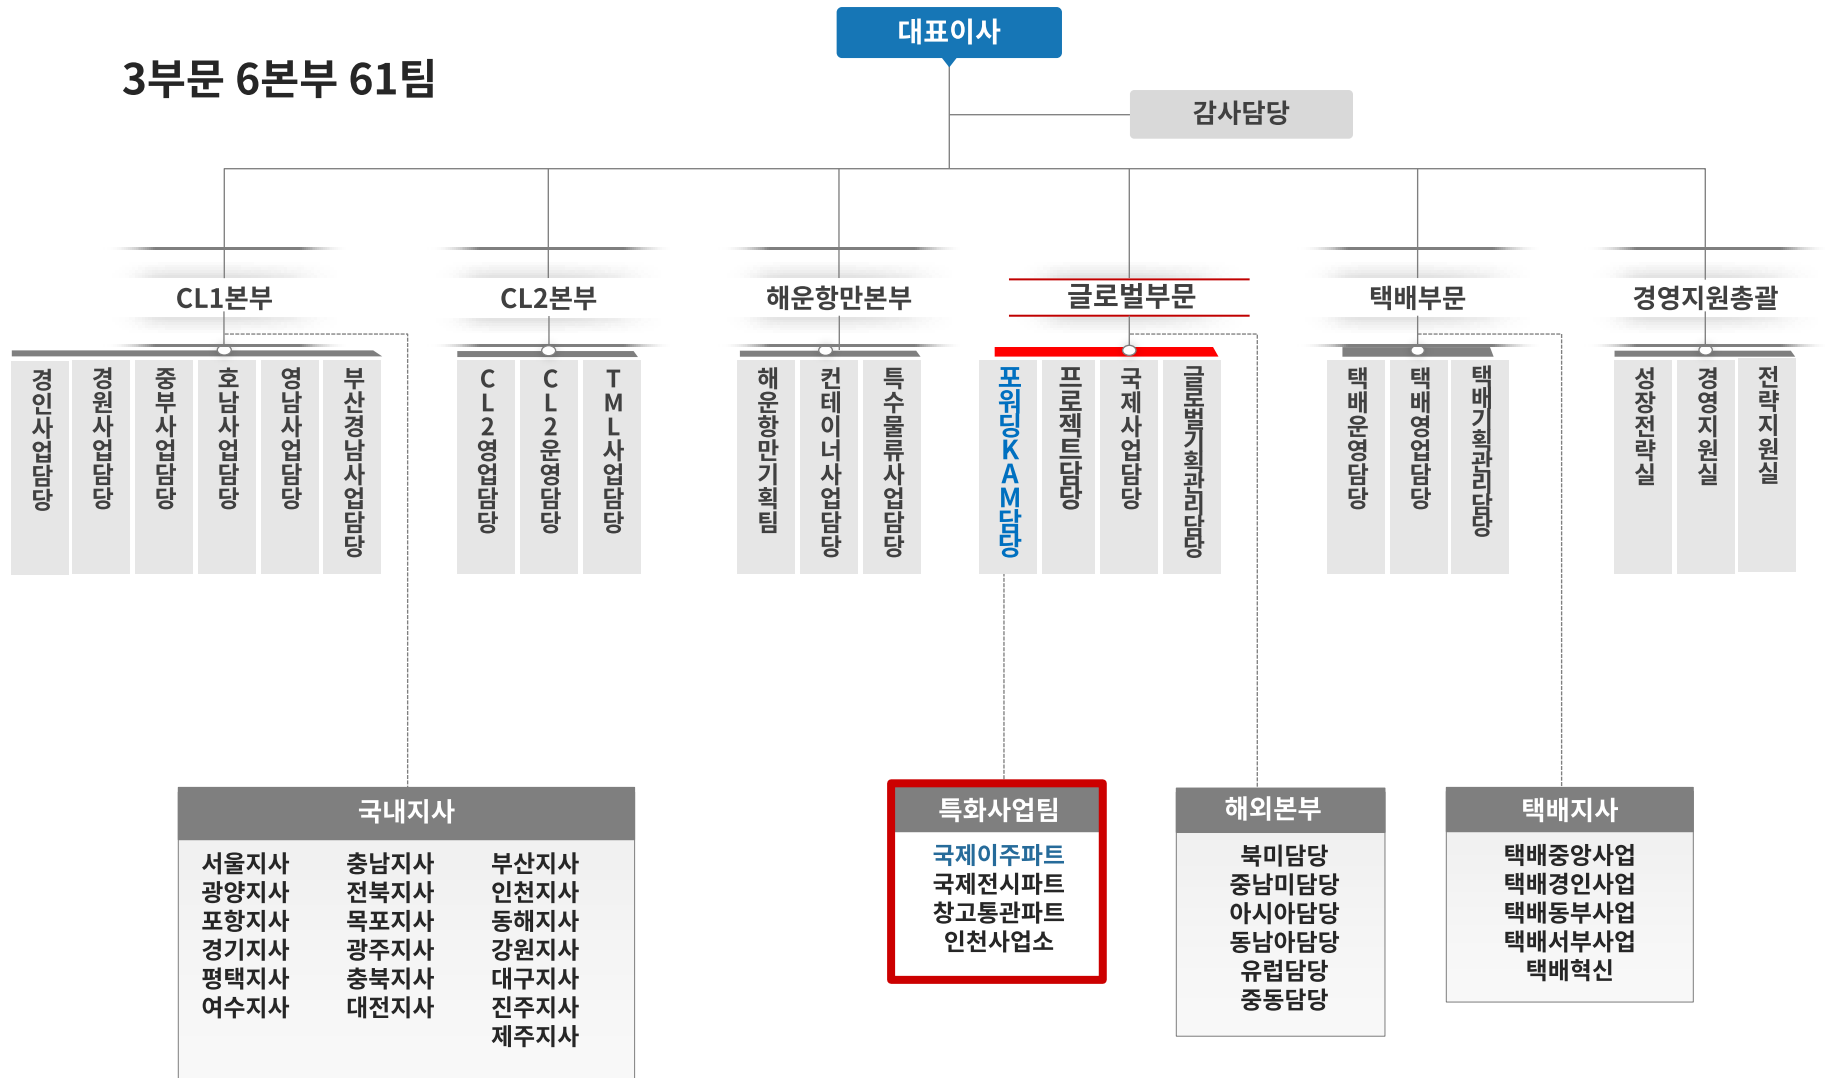 대표이사
3부문 6본부 61팀
감사담당
CL1본부
CL2본부
해운항만본부
글로벌부문
택배부문
경영지원총괄
경인사업담당
경원사업담당
중부사업담당
호남사업담당
영남사업담당
부산경남사업담당
CL2영업담당
CL2운영담당
TML사업담당
해운항만기획팀
컨테이너사업담당
특수물류사업담당
포워딩KAM담당
프로젝트담당
국제사업담당
글로벌기획관리담당
택배운영담당
택배영업담당
택배기획관리담당
성장전략실
경영지원실
전략지원실
국내지사
서울지사 충남지사 부산지사
광양지사 전북지사 인천지사
포항지사 목포지사 동해지사
경기지사 광주지사 강원지사
평택지사 충북지사 대구지사
여수지사 대전지사 진주지사
제주지사
특화사업팀
국제이주파트
국제전시파트
창고통관파트
인천사업소
해외본부
북미담당
중남미담당
아시아담당
동남아담당
유럽담당
중동담당
택배지사
택배중앙사업
택배경인사업
택배동부사업
택배서부사업
택배혁신